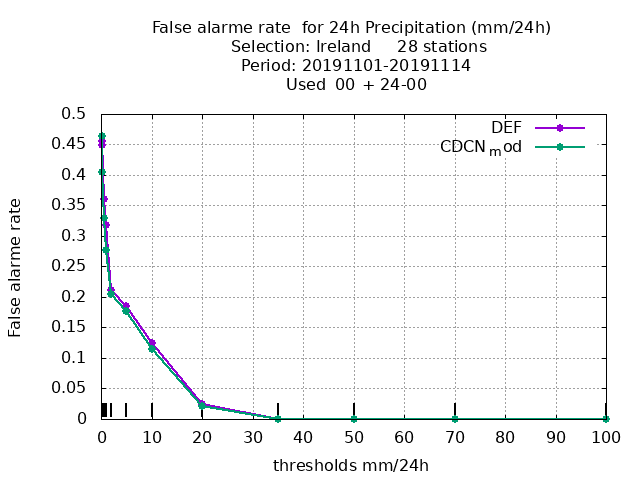 False alarme rate  for 24h Precipitation (mm/24h)
Selection: Ireland     28 stations
Period: 20191101-20191114
Used  00  + 24-00
DEF
CDCN_mod
0.5
0.45
0.4
0.35
0.3
0.25
0.2
0.15
0.1
0.05
0
False alarme rate
0 10 20 30 40 50 60 70 80 90 100
thresholds mm/24h